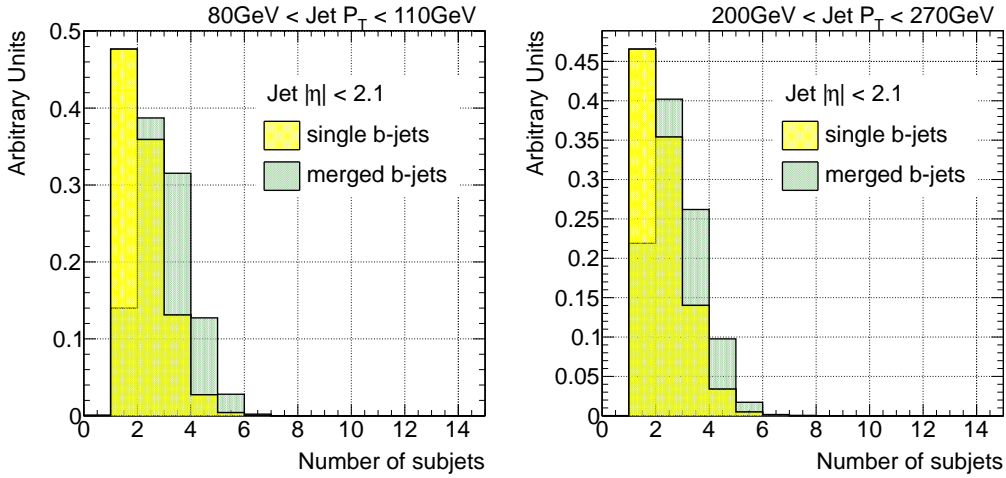 80GeV < Jet P_T < 110GeV
Arbitrary Units
0.5
0.4
0.3
0.2
0.1
0
Jet |η| < 2.1
single b-jets
merged b-jets
0 2 4 6 8 10 12 14
Number of subjets
200GeV < Jet P_T < 270GeV
Arbitrary Units
0.45
0.4
0.35
0.3
0.25
0.2
0.15
0.1
0.05
0
Jet |η| < 2.1
single b-jets
merged b-jets
0 2 4 6 8 10 12 14
Number of subjets